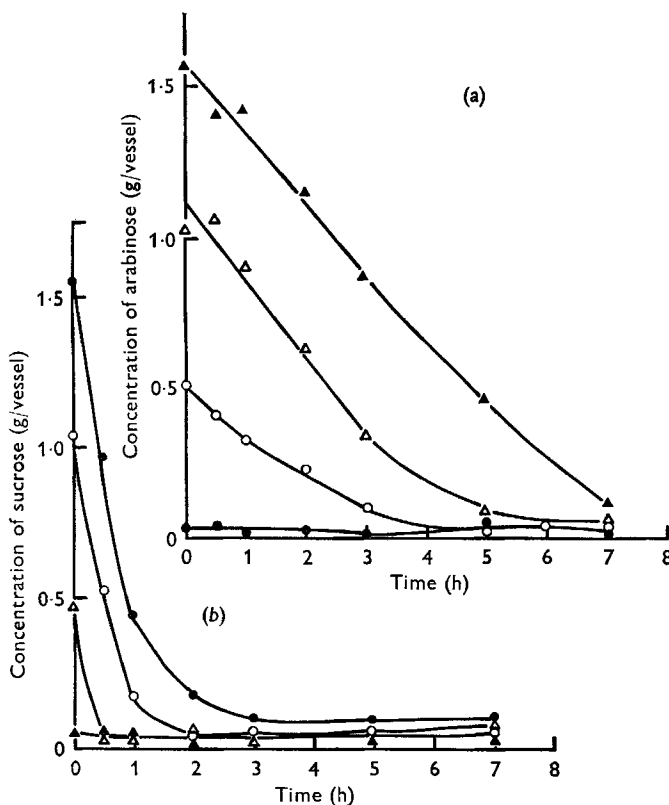 (a)
Concentration of arabinose (g/vessel)
1·5
1·0
0·5
0
0 1 2 3 4 5 6 7 8
Time (h)
(b)
Concentration of sucrose (g/vessel)
1·5
1·0
0·5
0
0 1 2 3 4 5 6 7 8
Time (h)